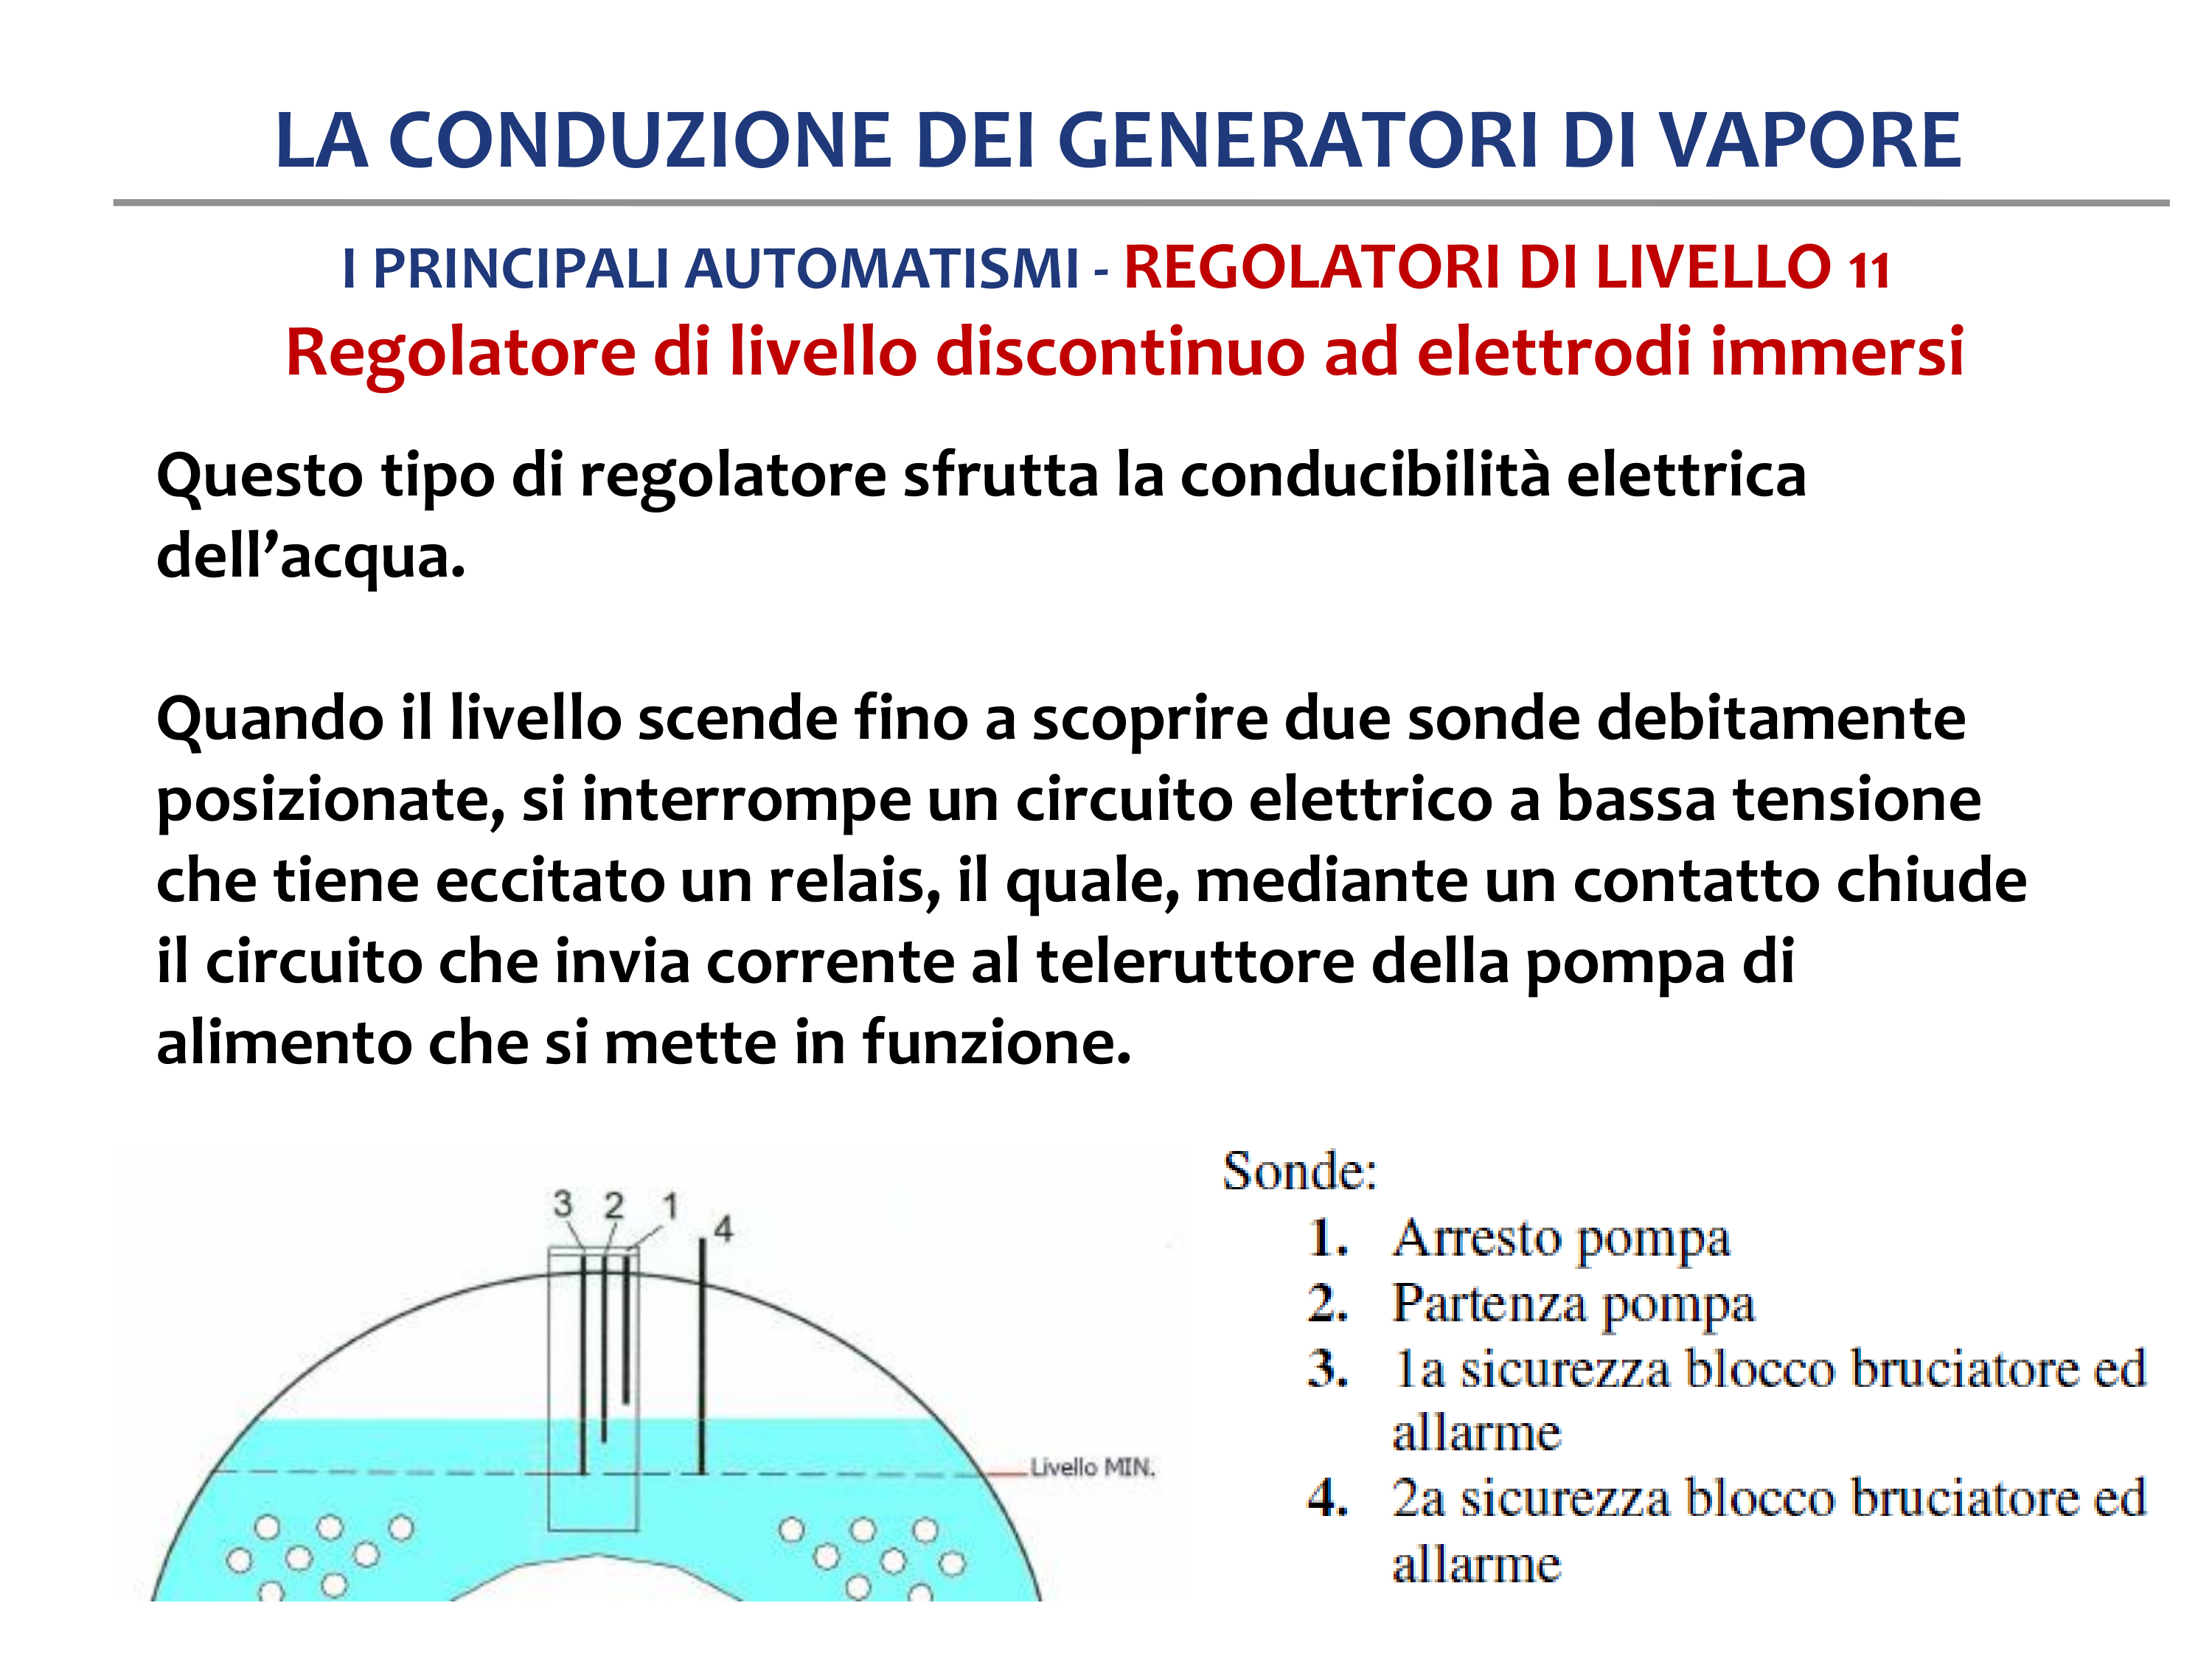 LA CONDUZIONE DEI GENERATORI DI VAPORE
I PRINCIPALI AUTOMATISMI - REGOLATORI DI LIVELLO 11
Regolatore di livello discontinuo ad elettrodi immersi
Questo tipo di regolatore sfrutta la conducibilità elettrica
dell’acqua.
Quando il livello scende fino a scoprire due sonde debitamente
posizionate, si interrompe un circuito elettrico a bassa tensione
che tiene eccitato un relais, il quale, mediante un contatto chiude
il circuito che invia corrente al teleruttore della pompa di
alimento che si mette in funzione.
3 2 1 4
Livello MIN.
Sonde:
1. Arresto pompa
2. Partenza pompa
3. 1a sicurezza blocco bruciatore ed
allarme
4. 2a sicurezza blocco bruciatore ed
allarme